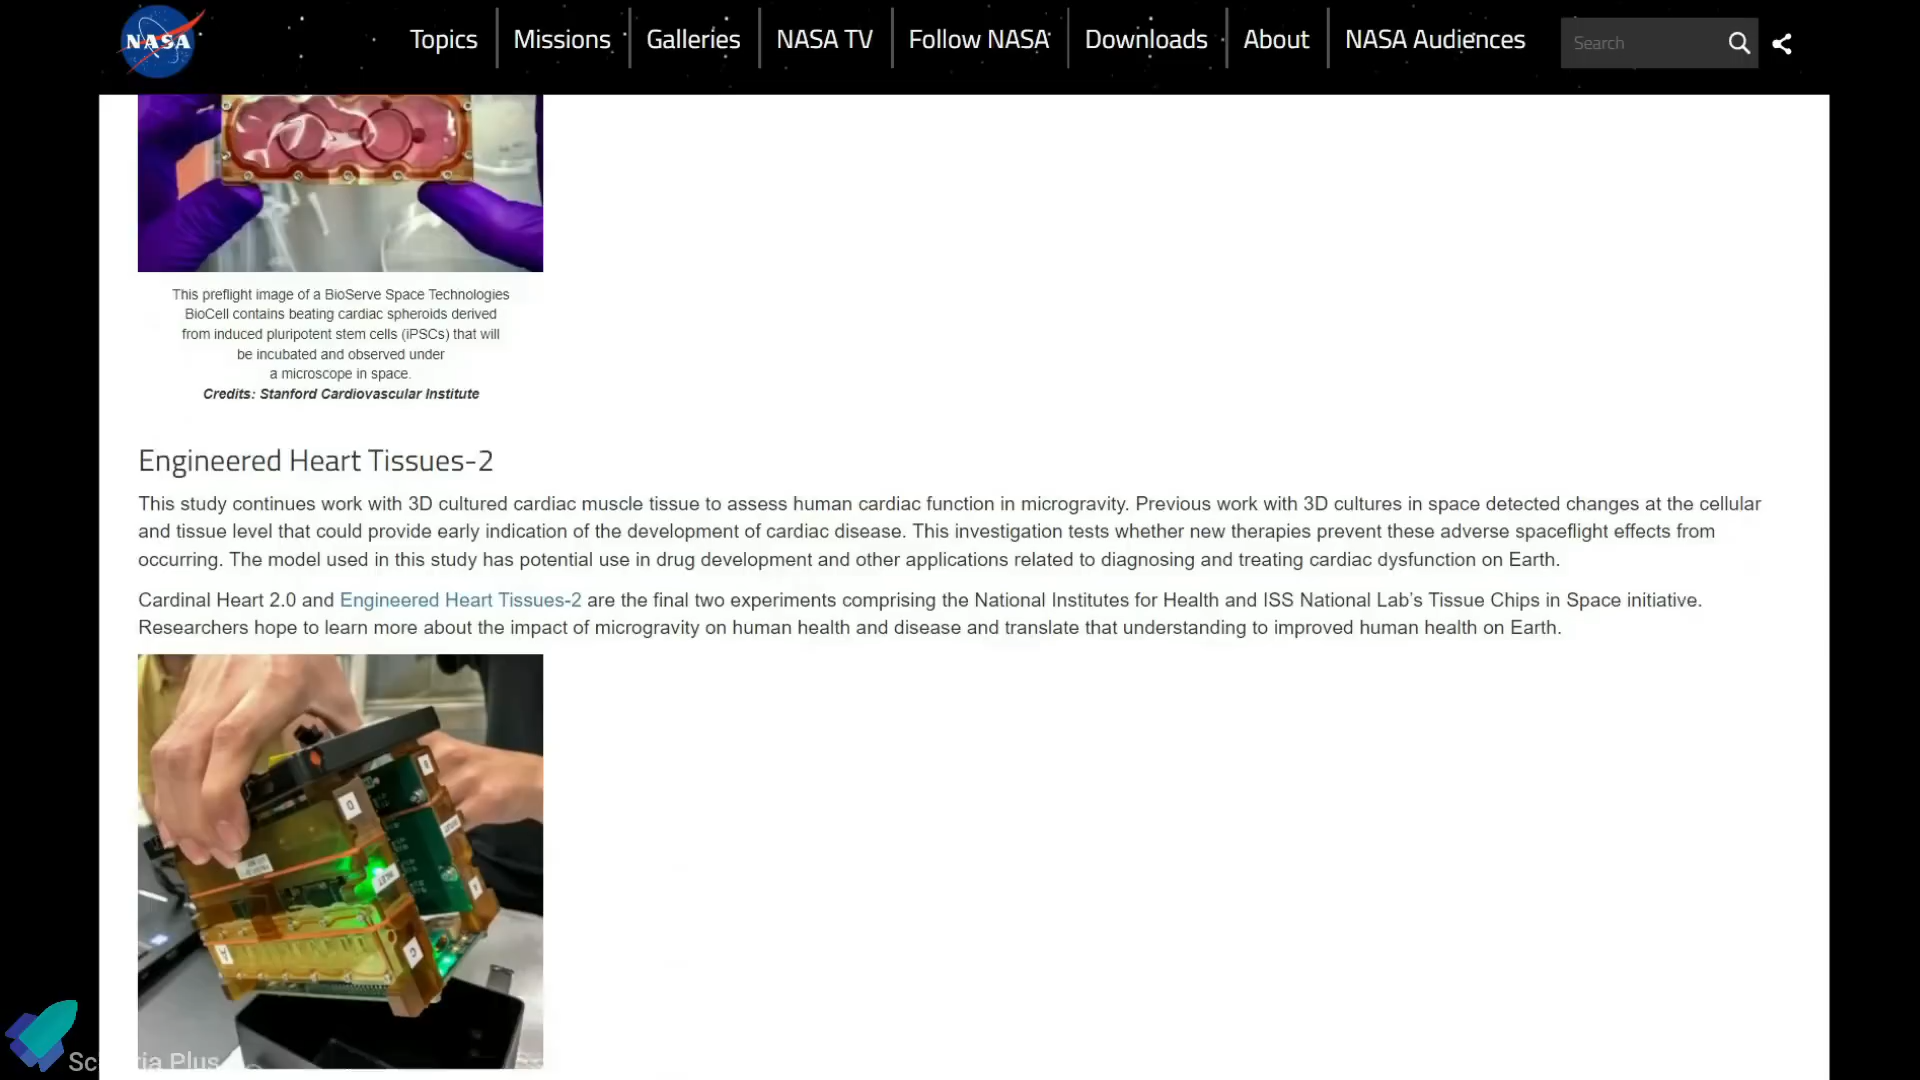 NASA
Topics
Missions
Galleries
NASA TV
Follow NASA
Downloads
About
NASA Audiences
Search
This preflight image of a BioServe Space Technologies
BioCell contains beating cardiac spheroids derived
from induced pluripotent stem cells (iPSCs) that will
be incubated and observed under
a microscope in space.
Credits: Stanford Cardiovascular Institute
Engineered Heart Tissues-2
This study continues work with 3D cultured cardiac muscle tissue to assess human cardiac function in microgravity. Previous work with 3D cultures in space detected changes at the cellular
and tissue level that could provide early indication of the development of cardiac disease. This investigation tests whether new therapies prevent these adverse spaceflight effects from
occurring. The model used in this study has potential use in drug development and other applications related to diagnosing and treating cardiac dysfunction on Earth.
Cardinal Heart 2.0 and Engineered Heart Tissues-2 are the final two experiments comprising the National Institutes for Health and ISS National Lab's Tissue Chips in Space initiative.
Researchers hope to learn more about the impact of microgravity on human health and disease and translate that understanding to improved human health on Earth.
D
A
C
Plus